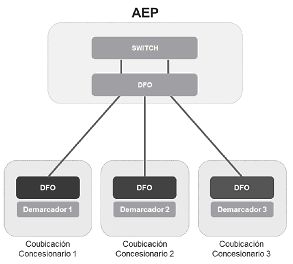 AEP
SWITCH
DFO
DFO
Demarcador 1
DFO
Demarcador 2
DFO
Demarcador 3
Coubicación
Concesionario 1
Coubicación
Concesionario 2
Coubicación
Concesionario 3